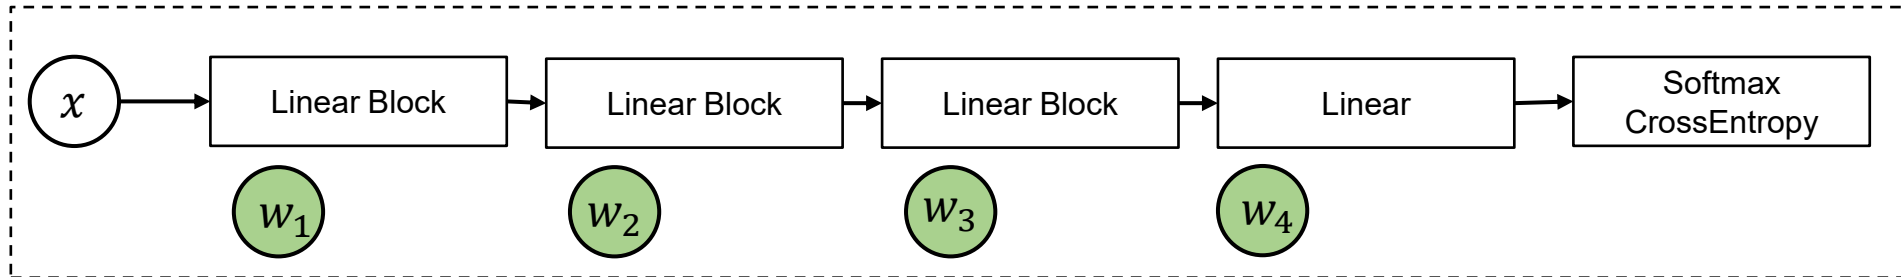 x
Linear Block
Linear Block
Linear Block
Linear
Softmax
CrossEntropy
w₁
w₂
w₃
w₄